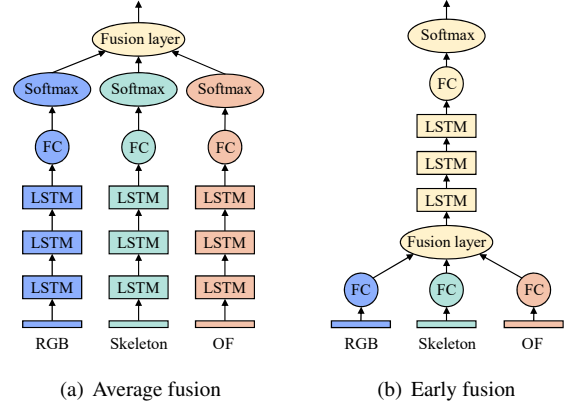 Fusion layer
Softmax Softmax Softmax
FC FC FC
LSTM LSTM LSTM
LSTM LSTM LSTM
LSTM LSTM LSTM
RGB Skeleton OF
(a) Average fusion
Softmax
FC
LSTM
LSTM
LSTM
Fusion layer
FC FC FC
RGB Skeleton OF
(b) Early fusion